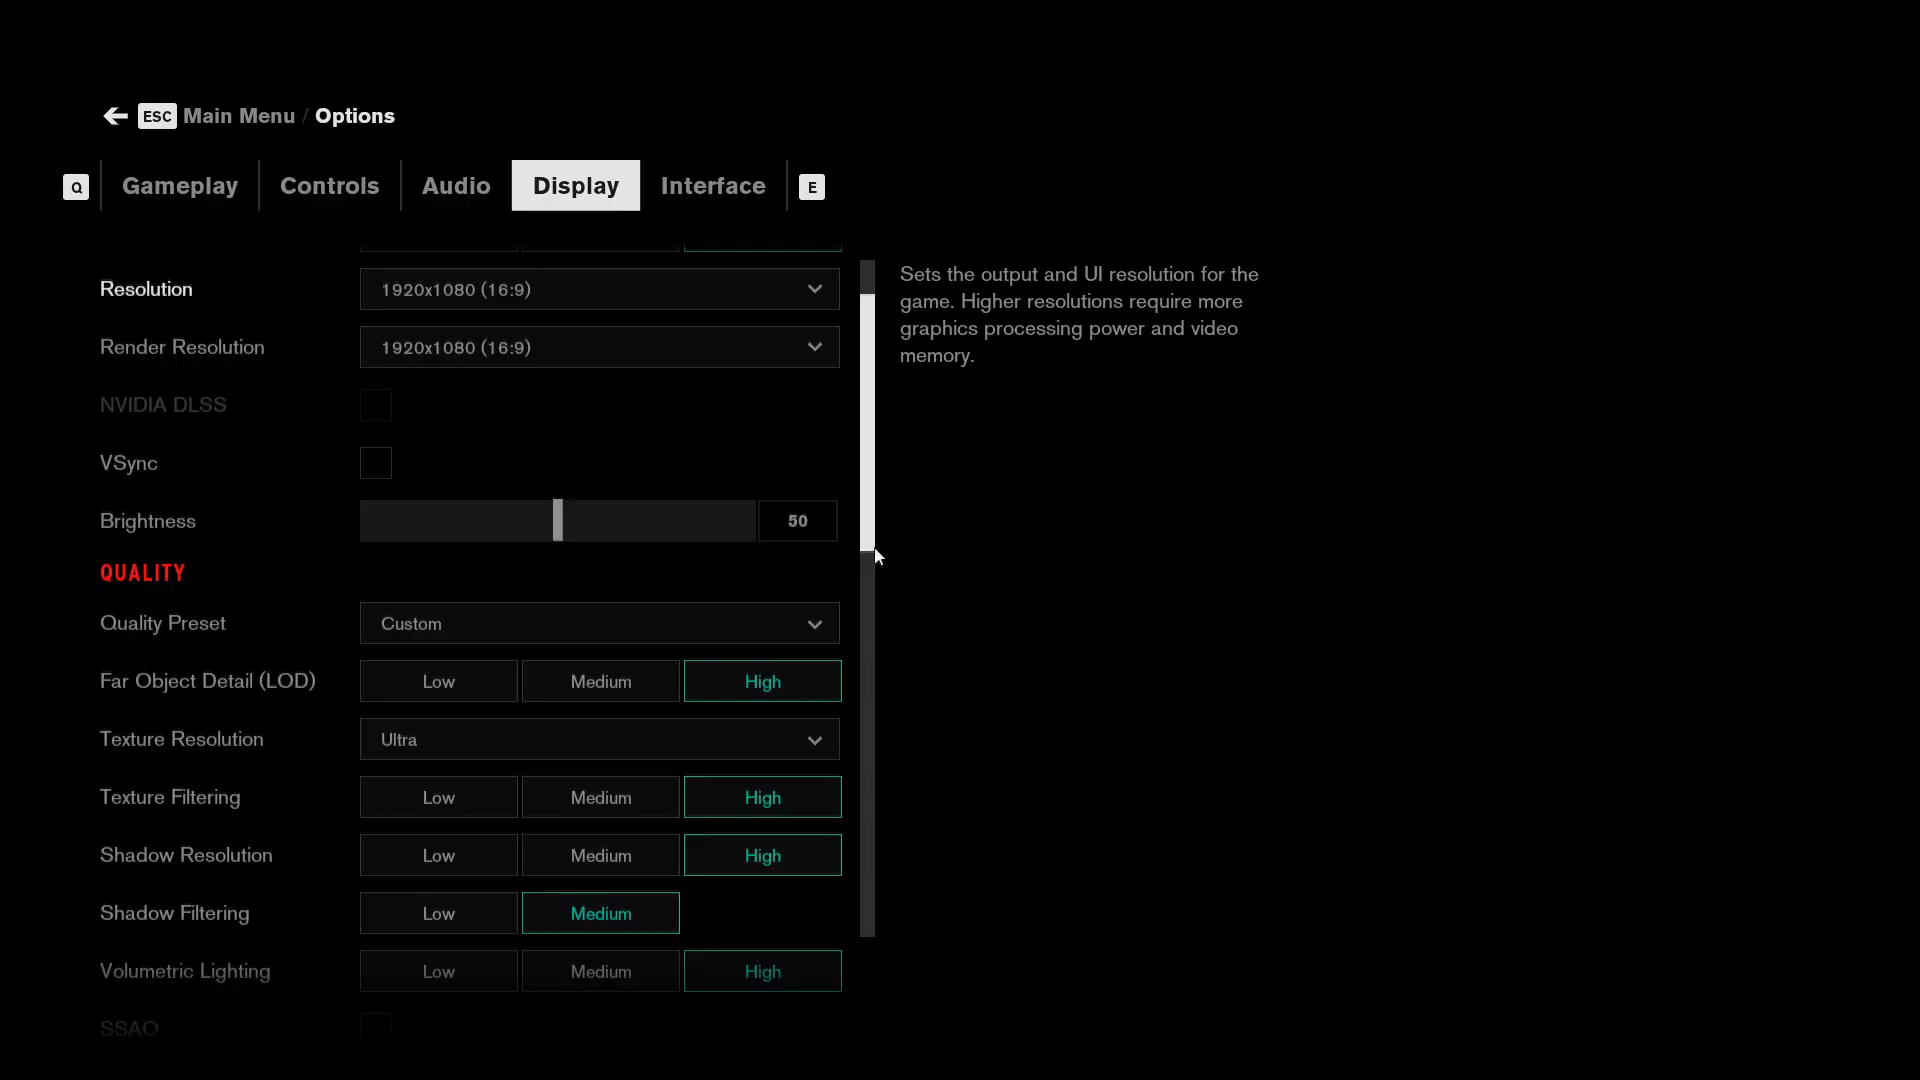 ESC Main Menu / Options
Q Gameplay Controls Audio Display Interface E
Resolution 1920x1080 (16:9)
Sets the output and UI resolution for the
game. Higher resolutions require more
graphics processing power and video
memory.
Render Resolution 1920x1080 (16:9)
NVIDIA DLSS
VSync
Brightness 50
QUALITY
Quality Preset Custom
Far Object Detail (LOD) Low Medium High
Texture Resolution Ultra
Texture Filtering Low Medium High
Shadow Resolution Low Medium High
Shadow Filtering Low Medium
Volumetric Lighting Low Medium High
SSAO